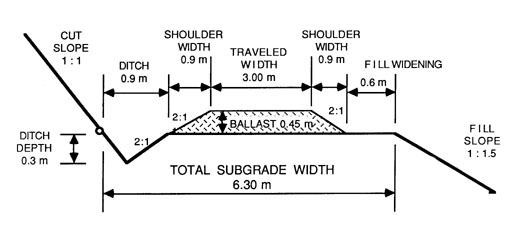 CUT
SLOPE
1 : 1
DITCH
0.9 m
SHOULDER
WIDTH
0.9 m
TRAVELED
WIDTH
3.00 m
SHOULDER
WIDTH
0.9 m
FILL WIDENING
0.6 m
2:1
2:1
BALLAST 0.45 m
2:1
DITCH
DEPTH
0.3 m
FILL
SLOPE
1 : 1.5
TOTAL SUBGRADE WIDTH
6.30 m